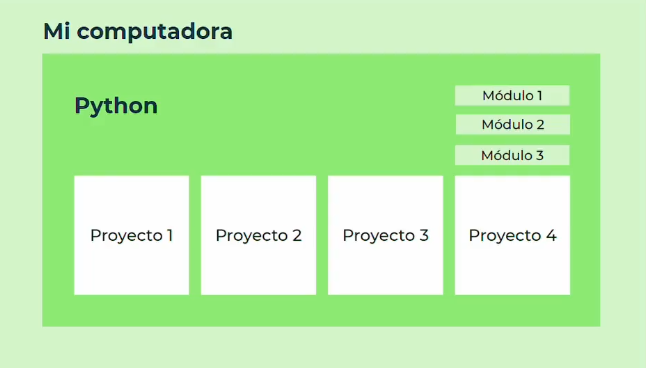 Mi computadora
Python
Módulo 1
Módulo 2
Módulo 3
Proyecto 1
Proyecto 2
Proyecto 3
Proyecto 4